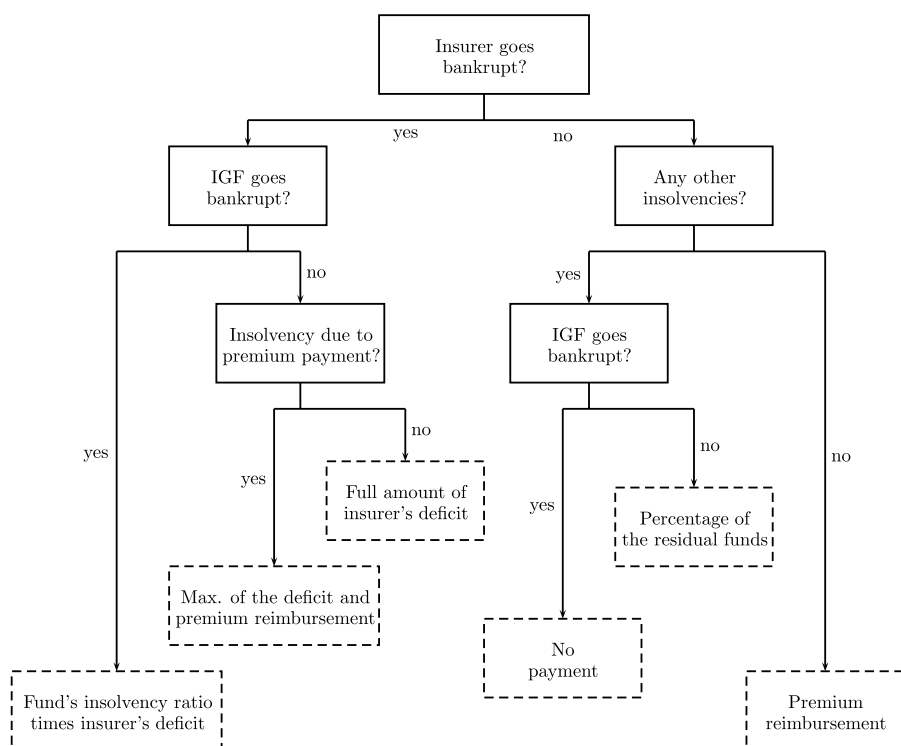 Insurer goes
bankrupt?
yes
no
IGF goes
bankrupt?
Any other
insolvencies?
no
yes
Insolvency due to
premium payment?
IGF goes
bankrupt?
yes
no
yes
no
yes
no
Full amount of
insurer's deficit
Percentage of
the residual funds
Max. of the deficit and
premium reimbursement
No
payment
Fund's insolvency ratio
times insurer's deficit
Premium
reimbursement